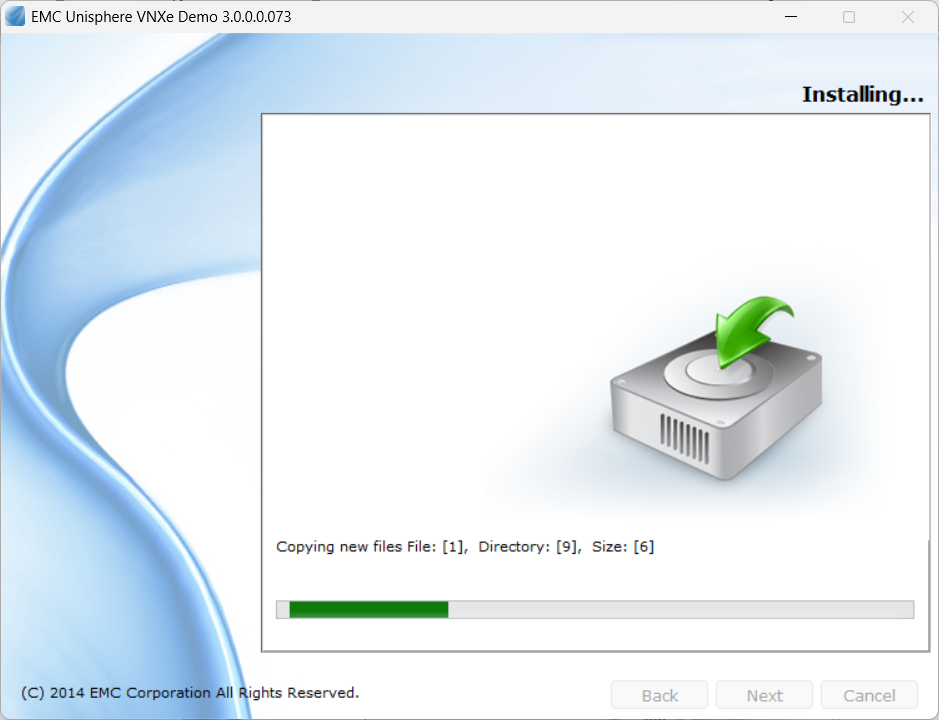 EMC Unisphere VNXe Demo 3.0.0.0.073
Installing...
Copying new files File: [1],  Directory: [9],  Size: [6]
(C) 2014 EMC Corporation All Rights Reserved.
Back
Next
Cancel